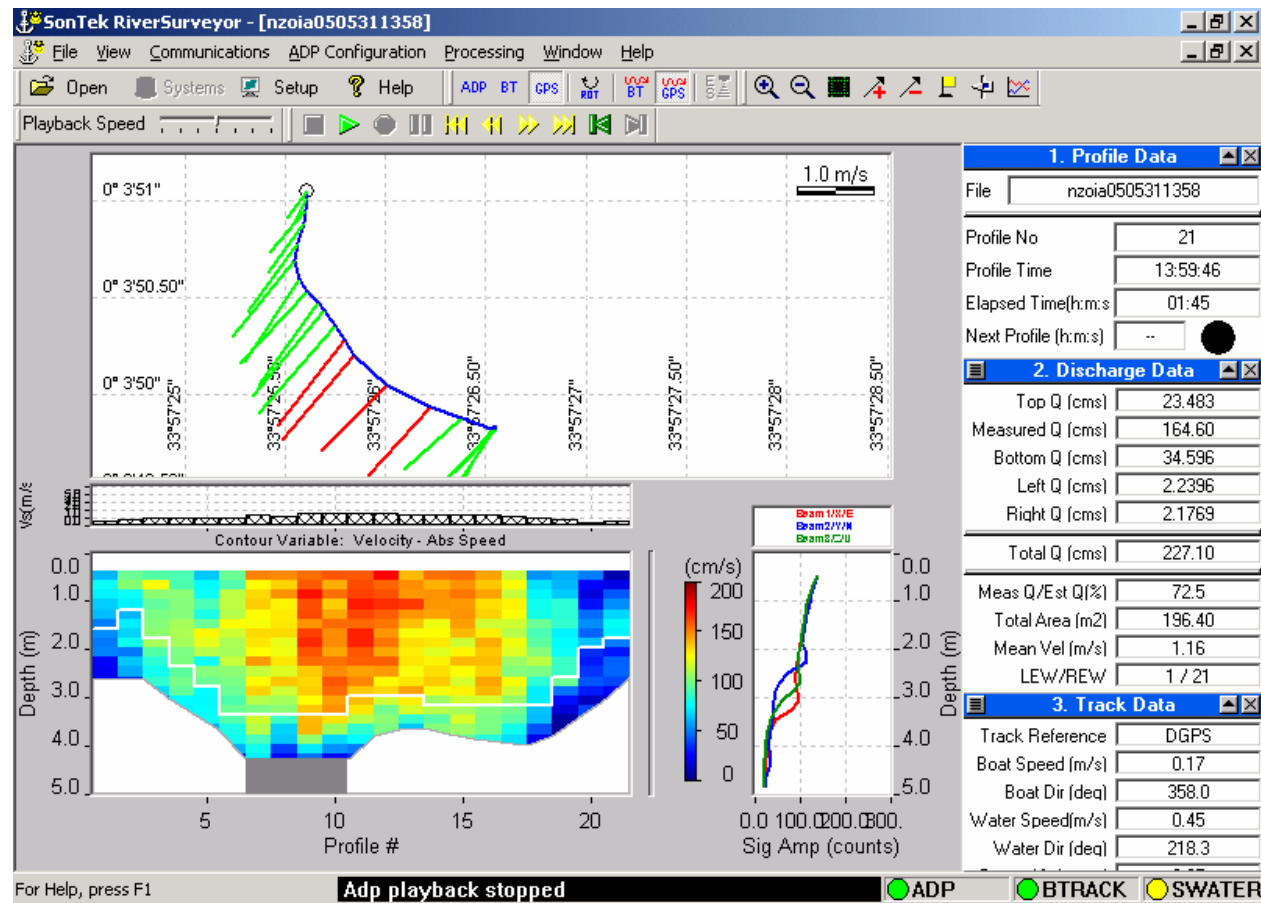 SonTek RiverSurveyor - [nzoia0505311358]
File View Communications ADP Configuration Processing Window Help
Open Systems Setup Help ADP BT GPS BT GPS
Playback Speed
1.0 m/s
0° 3'51"
0° 3'50.50"
0° 3'50"
33°57'25"
33°57'26"
33°57'26.50"
33°57'27"
33°57'27.50"
33°57'28"
33°57'28.50"
Vs(m/s
Contour Variable: Velocity - Abs Speed
Depth (m)
0.0
1.0
2.0
3.0
4.0
5.0
5 10 15 20
Profile #
(cm/s)
200
150
100
50
0
Beam1/X/E
Beam2/Y/N
Beam3/Z/U
0.0
1.0
2.0
3.0
4.0
5.0
Depth (m)
0.0 100. 200. 300.
Sig Amp (counts)
1. Profile Data
File nzoia0505311358
Profile No 21
Profile Time 13:59:46
Elapsed Time(h:m:s 01:45
Next Profile (h:m:s) --
2. Discharge Data
Top Q (cms) 23.483
Measured Q (cms) 164.60
Bottom Q (cms) 34.596
Left Q (cms) 2.2396
Right Q (cms) 2.1769
Total Q (cms) 227.10
Meas Q/Est Q(%) 72.5
Total Area (m2) 196.40
Mean Vel (m/s) 1.16
LEW/REW 1 / 21
3. Track Data
Track Reference DGPS
Boat Speed (m/s) 0.17
Boat Dir (deg) 358.0
Water Speed(m/s) 0.45
Water Dir (deg) 218.3
For Help, press F1
Adp playback stopped
ADP BTRACK SWATER